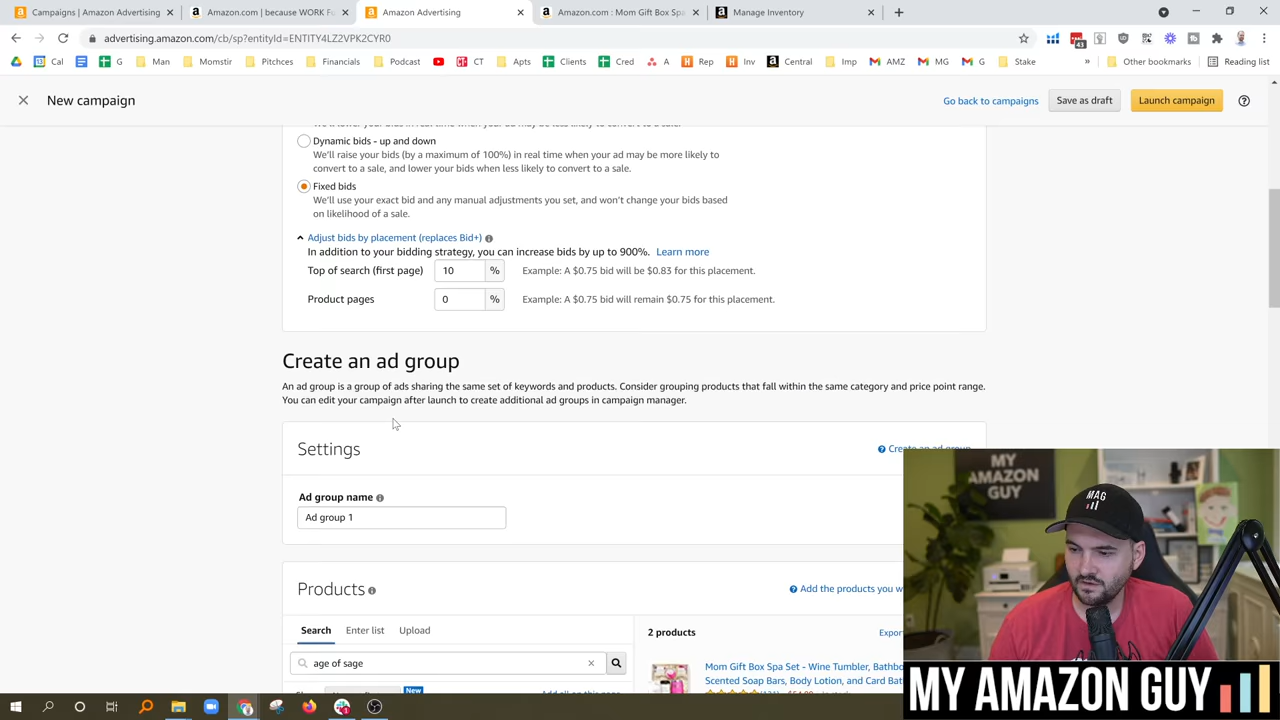 Campaigns | Amazon Advertising
Amazon.com | because WORK Fu
Amazon Advertising
Amazon.com : Mom Gift Box Spa
Manage Inventory
advertising.amazon.com/cb/sp?entityId=ENTITY4LZ2VPK2CYR0
43
Cal
G
Man
Momstir
Pitchces
Financials
Podcast
CT
Apts
Clients
Cred
A
Rep
Inv
Central
Imp
AMZ
MG
G
Stake
»
Other bookmarks
Reading list
New campaign
Go back to campaigns
Save as draft
Launch campaign
Dynamic bids - up and down
We'll raise your bids (by a maximum of 100%) in real time when your ad may be more likely to
convert to a sale, and lower your bids when less likely to convert to a sale.
Fixed bids
We'll use your exact bid and any manual adjustments you set, and won't change your bids based
on likelihood of a sale.
Adjust bids by placement (replaces Bid+)
In addition to your bidding strategy, you can increase bids by up to 900%. Learn more
Top of search (first page) 10 % Example: A $0.75 bid will be $0.83 for this placement.
Product pages 0 % Example: A $0.75 bid will remain $0.75 for this placement.
Create an ad group
An ad group is a group of ads sharing the same set of keywords and products. Consider grouping products that fall within the same category and price point range.
You can edit your campaign after launch to create additional ad groups in campaign manager.
Settings
Create an ad group
Ad group name
Ad group 1
Products
Add the products you w
Search
Enter list
Upload
2 products
Export
age of sage
New
Mom Gift Box Spa Set - Wine Tumbler, Bathbo
Scented Soap Bars, Body Lotion, and Card Bat
MY
AMAZON
GUY
MAG
MY AMAZON GUY